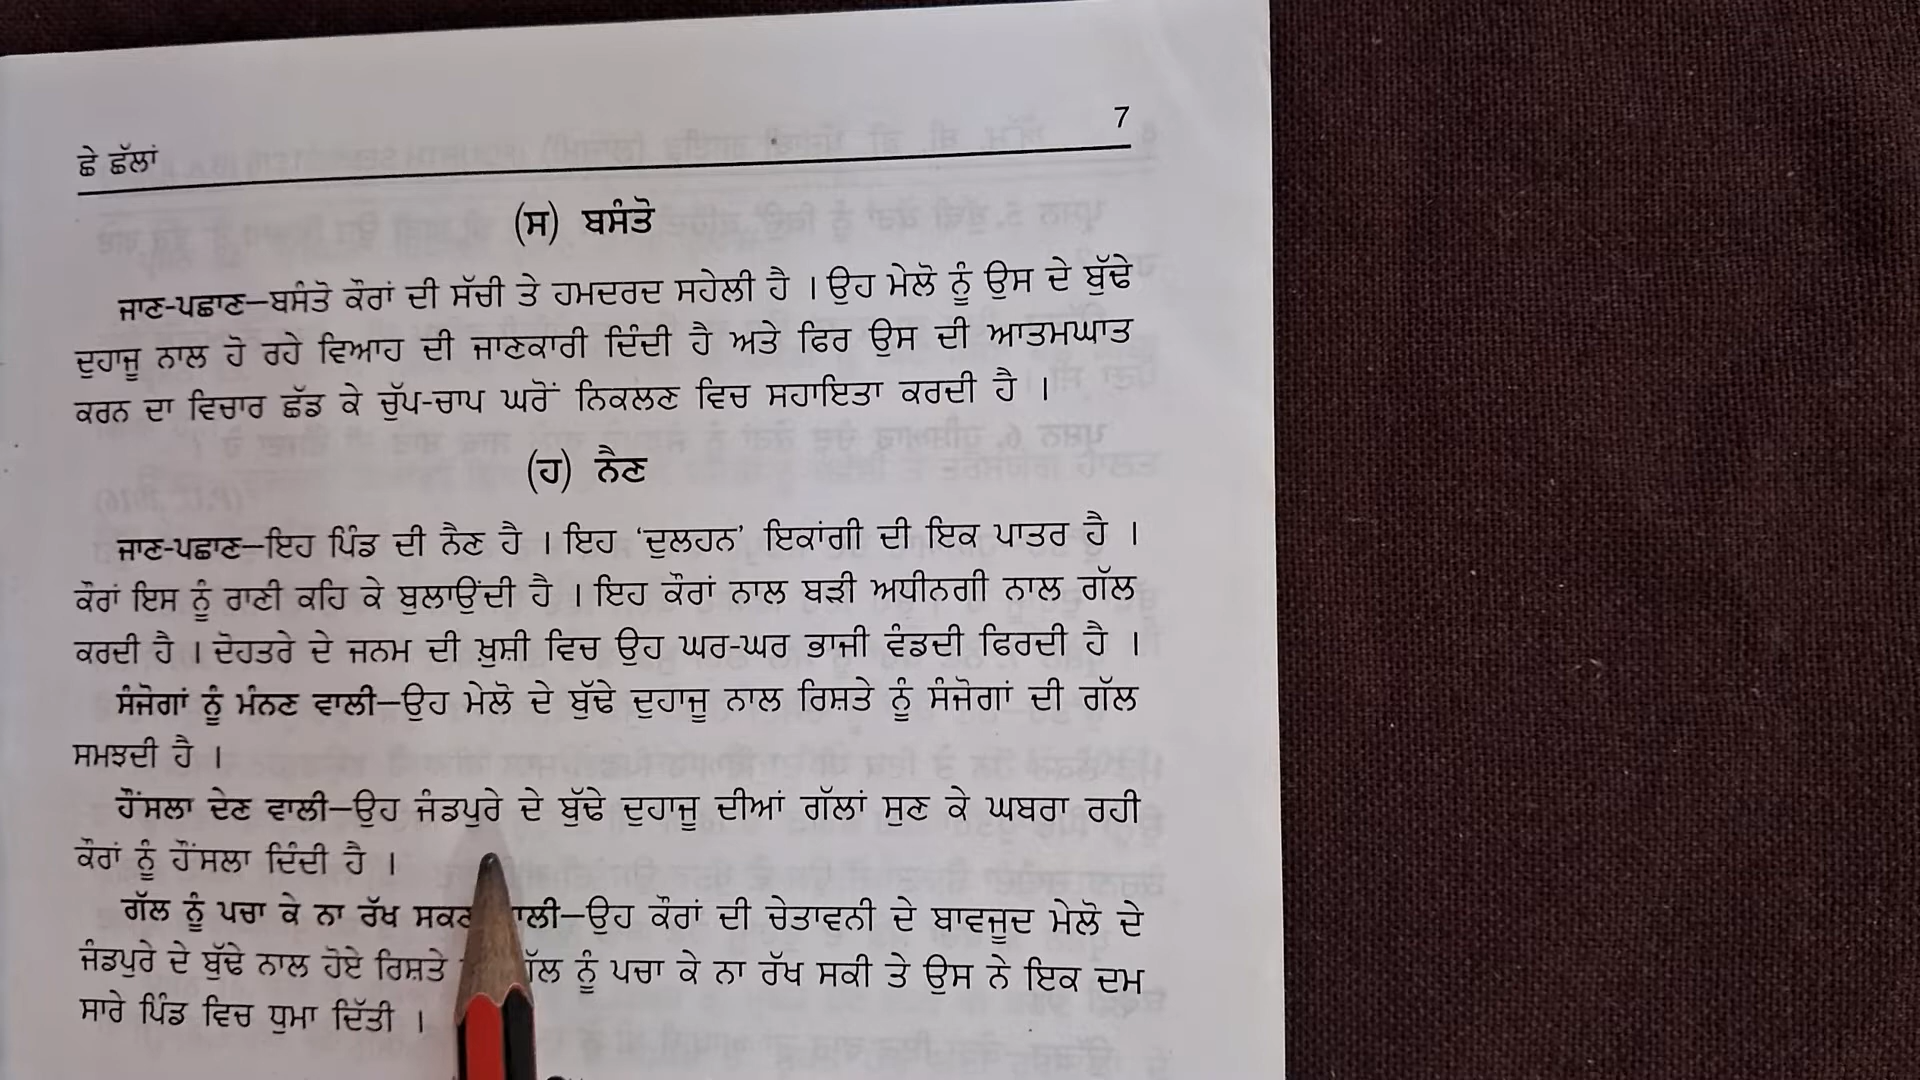 7
ਛੇ ਛੱਲਾਂ
(ਸ) ਬਸੰਤੋ
ਜਾਣ-ਪਛਾਣ—ਬਸੰਤੋ ਕੌਰਾਂ ਦੀ ਸੱਚੀ ਤੇ ਹਮਦਰਦ ਸਹੇਲੀ ਹੈ । ਉਹ ਮੇਲੋ ਨੂੰ ਉਸ ਦੇ ਬੁੱਢੇ
ਦੁਹਾਜੂ ਨਾਲ ਹੋ ਰਹੇ ਵਿਆਹ ਦੀ ਜਾਣਕਾਰੀ ਦਿੰਦੀ ਹੈ ਅਤੇ ਫਿਰ ਉਸ ਦੀ ਆਤਮਘਾਤ
ਕਰਨ ਦਾ ਵਿਚਾਰ ਛੱਡ ਕੇ ਚੁੱਪ-ਚਾਪ ਘਰੋਂ ਨਿਕਲਣ ਵਿਚ ਸਹਾਇਤਾ ਕਰਦੀ ਹੈ ।
(ਹ) ਨੈਣ
ਜਾਣ-ਪਛਾਣ—ਇਹ ਪਿੰਡ ਦੀ ਨੈਣ ਹੈ । ਇਹ ‘ਦੁਲਹਨ’ ਇਕਾਂਗੀ ਦੀ ਇਕ ਪਾਤਰ ਹੈ ।
ਕੌਰਾਂ ਇਸ ਨੂੰ ਰਾਣੀ ਕਹਿ ਕੇ ਬੁਲਾਉਂਦੀ ਹੈ । ਇਹ ਕੌਰਾਂ ਨਾਲ ਬੜੀ ਅਧੀਨਗੀ ਨਾਲ ਗੱਲ
ਕਰਦੀ ਹੈ । ਦੋਹਤਰੇ ਦੇ ਜਨਮ ਦੀ ਖ਼ੁਸ਼ੀ ਵਿਚ ਉਹ ਘਰ-ਘਰ ਭਾਜੀ ਵੰਡਦੀ ਫਿਰਦੀ ਹੈ ।
ਸੰਜੋਗਾਂ ਨੂੰ ਮੰਨਣ ਵਾਲੀ—ਉਹ ਮੇਲੋ ਦੇ ਬੁੱਢੇ ਦੁਹਾਜੂ ਨਾਲ ਰਿਸ਼ਤੇ ਨੂੰ ਸੰਜੋਗਾਂ ਦੀ ਗੱਲ
ਸਮਝਦੀ ਹੈ ।
ਹੌਂਸਲਾ ਦੇਣ ਵਾਲੀ—ਉਹ ਜੰਡਪੁਰੇ ਦੇ ਬੁੱਢੇ ਦੁਹਾਜੂ ਦੀਆਂ ਗੱਲਾਂ ਸੁਣ ਕੇ ਘਬਰਾ ਰਹੀ
ਕੌਰਾਂ ਨੂੰ ਹੌਂਸਲਾ ਦਿੰਦੀ ਹੈ ।
ਗੱਲ ਨੂੰ ਪਚਾ ਕੇ ਨਾ ਰੱਖ ਸਕਣ ਵਾਲੀ—ਉਹ ਕੌਰਾਂ ਦੀ ਚੇਤਾਵਨੀ ਦੇ ਬਾਵਜੂਦ ਮੇਲੋ ਦੇ
ਜੰਡਪੁਰੇ ਦੇ ਬੁੱਢੇ ਨਾਲ ਹੋਏ ਰਿਸ਼ਤੇ ਗੱਲ ਨੂੰ ਪਚਾ ਕੇ ਨਾ ਰੱਖ ਸਕੀ ਤੇ ਉਸ ਨੇ ਇਕ ਦਮ
ਸਾਰੇ ਪਿੰਡ ਵਿਚ ਧੁਮਾ ਦਿੱਤੀ ।